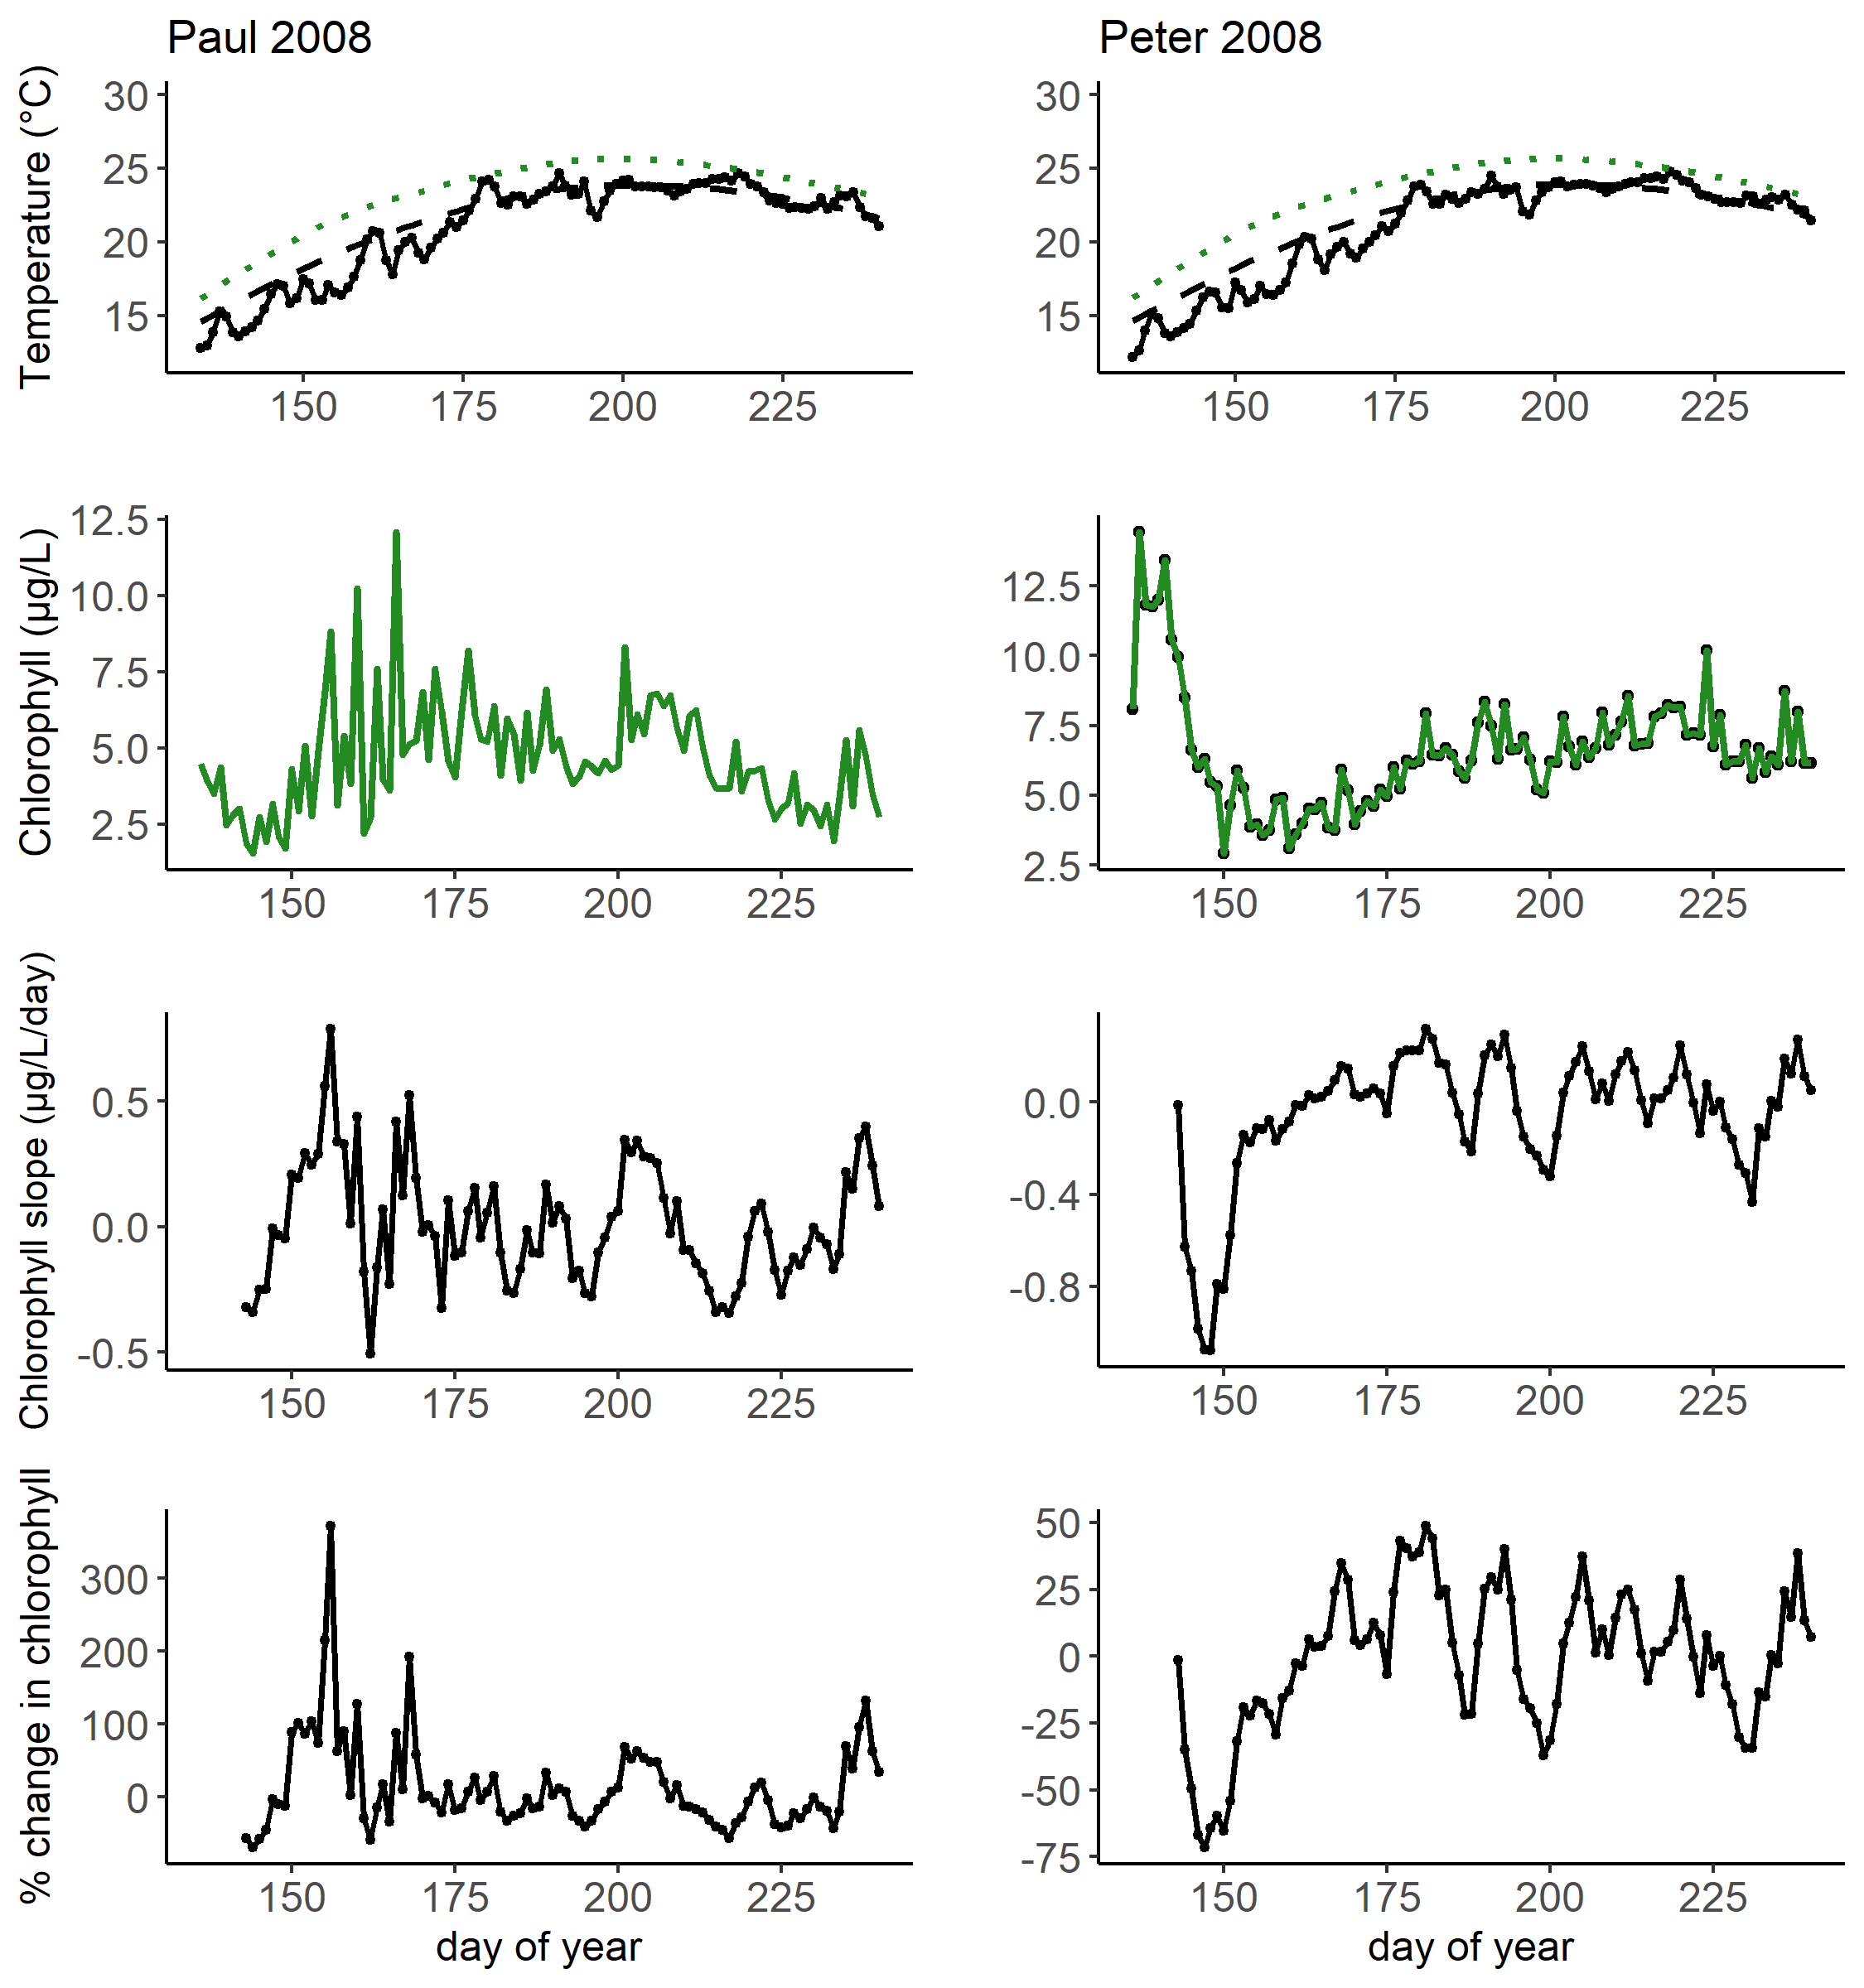 Paul 2008
Peter 2008
Temperature (°C)
30
25
20
15
150 175 200 225
30
25
20
15
150 175 200 225
Chlorophyll (µg/L)
12.5
10.0
7.5
5.0
2.5
150 175 200 225
12.5
10.0
7.5
5.0
2.5
150 175 200 225
Chlorophyll slope (µg/L/day)
0.5
0.0
-0.5
150 175 200 225
0.0
-0.4
-0.8
150 175 200 225
% change in chlorophyll
300
200
100
0
150 175 200 225
day of year
50
25
0
-25
-50
-75
150 175 200 225
day of year